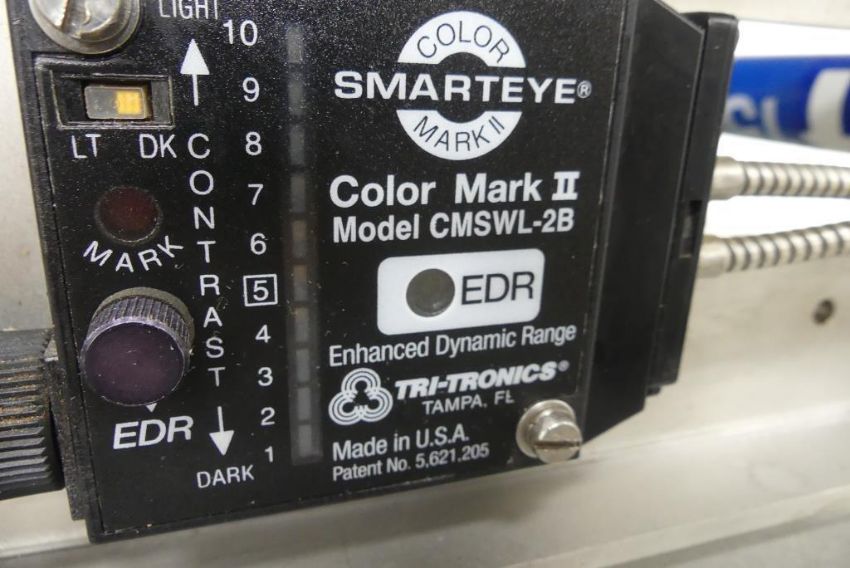 LIGHT
10
9
8
7
6
5
4
3
2
1
LT DK
CONTRAST
MARK
EDR
DARK
COLOR
SMARTEYE®
MARK II
Color Mark II
Model CMSWL-2B
EDR
Enhanced Dynamic Range
TRI-TRONICS®
TAMPA, FL
Made in U.S.A.
Patent No. 5,621,205